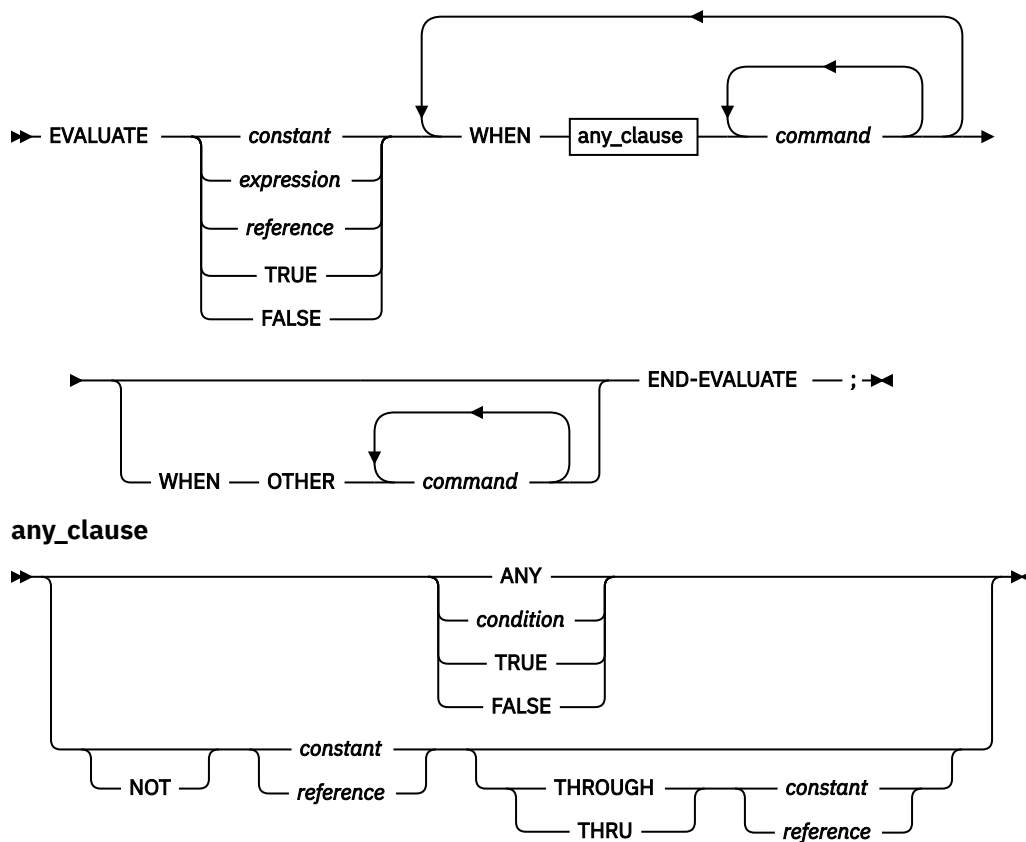 EVALUATE constant WHEN any_clause command
expression
reference
TRUE
FALSE
END-EVALUATE ;
WHEN OTHER command
any_clause
ANY
condition
TRUE
FALSE
constant
NOT reference THROUGH constant
THRU reference